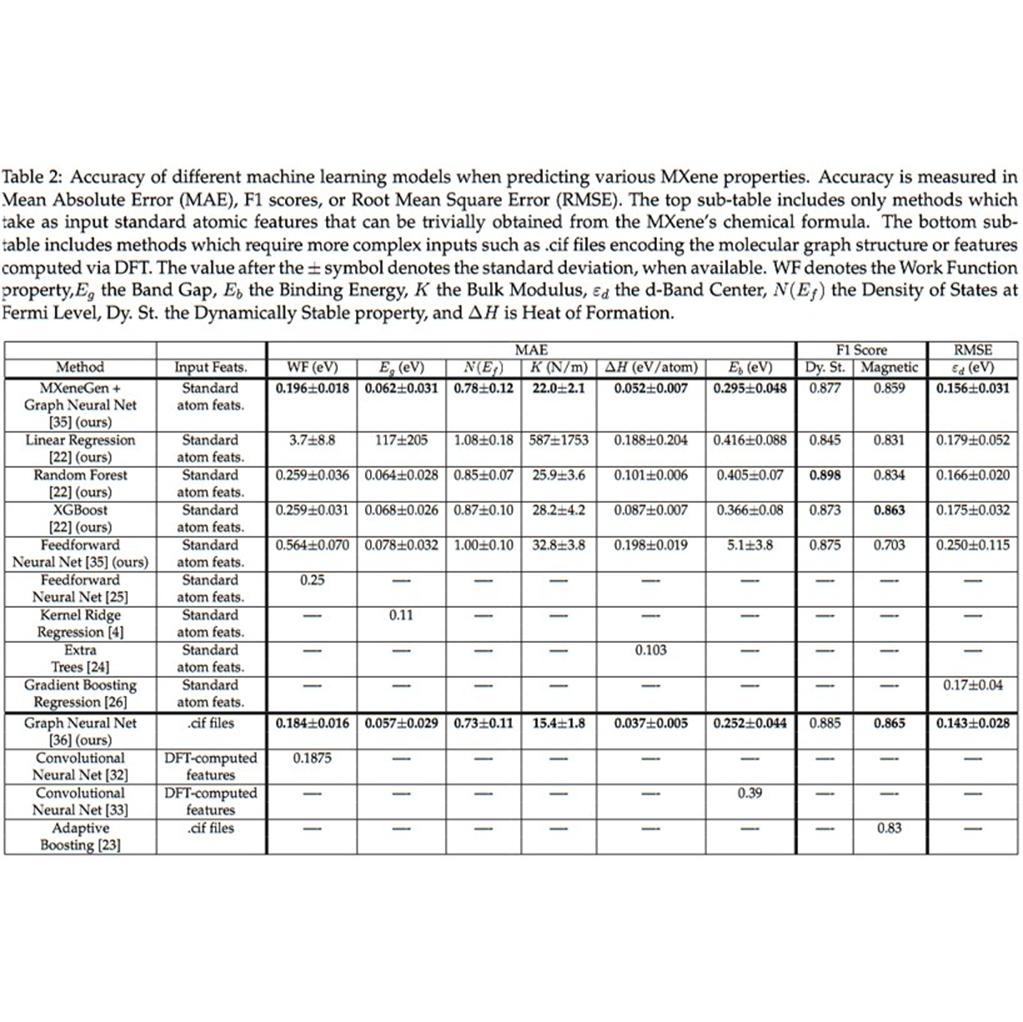 Table 2: Accuracy of different machine learning models when predicting various MXene properties. Accuracy is measured in
Mean Absolute Error (MAE), F1 scores, or Root Mean Square Error (RMSE). The top sub-table includes only methods which
take as input standard atomic features that can be trivially obtained from the MXene's chemical formula. The bottom sub-
table includes methods which require more complex inputs such as .cif files encoding the molecular graph structure or features
computed via DFT. The value after the ± symbol denotes the standard deviation, when available. WF denotes the Work Function
property,E_g the Band Gap, E_b the Binding Energy, K the Bulk Modulus, ε_d the d-Band Center, N(E_f) the Density of States at
Fermi Level, Dy. St. the Dynamically Stable property, and ΔH is Heat of Formation.
MAE F1 Score RMSE
Method Input Feats. WF (eV) E_g (eV) N(E_f) K (N/m) ΔH (eV/atom) E_b (eV) Dy. St. Magnetic ε_d (eV)
MXeneGen + Standard 0.196±0.018 0.062±0.031 0.78±0.12 22.0±2.1 0.052±0.007 0.295±0.048 0.877 0.859 0.156±0.031
Graph Neural Net atom feats.
[35] (ours)
Linear Regression Standard 3.7±8.8 117±205 1.08±0.18 587±1753 0.188±0.204 0.416±0.088 0.845 0.831 0.179±0.052
[22] (ours) atom feats.
Random Forest Standard 0.259±0.036 0.064±0.028 0.85±0.07 25.9±3.6 0.101±0.006 0.405±0.07 0.898 0.834 0.166±0.020
[22] (ours) atom feats.
XGBoost Standard 0.259±0.031 0.068±0.026 0.87±0.10 28.2±4.2 0.087±0.007 0.366±0.08 0.873 0.863 0.175±0.032
[22] (ours) atom feats.
Feedforward Standard 0.564±0.070 0.078±0.032 1.00±0.10 32.8±3.8 0.198±0.019 5.1±3.8 0.875 0.703 0.250±0.115
Neural Net [35] (ours) atom feats.
Feedforward Standard 0.25 — — — — — — — —
Neural Net [25] atom feats.
Kernel Ridge Standard — 0.11 — — — — — — —
Regression [4] atom feats.
Extra Standard — — — — 0.103 — — — —
Trees [24] atom feats.
Gradient Boosting Standard — — — — — — — — 0.17±0.04
Regression [26] atom feats.
Graph Neural Net .cif files 0.184±0.016 0.057±0.029 0.73±0.11 15.4±1.8 0.037±0.005 0.252±0.044 0.885 0.865 0.143±0.028
[36] (ours)
Convolutional DFT-computed 0.1875 — — — — — — — —
Neural Net [32] features
Convolutional DFT-computed — — — — — 0.39 — — —
Neural Net [33] features
Adaptive .cif files — — — — — — — 0.83 —
Boosting [23]